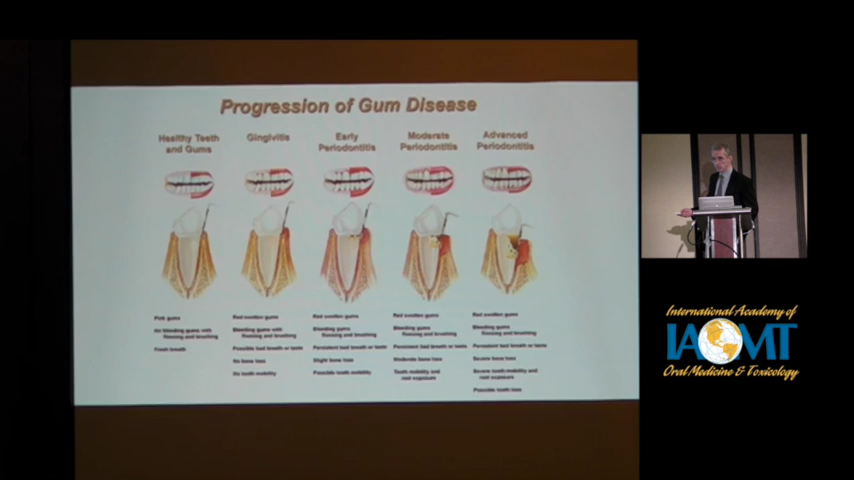 Progression of Gum Disease
Healthy Teeth
and Gums
Gingivitis
Early
Periodontitis
Moderate
Periodontitis
Advanced
Periodontitis
Pink gums
No bleeding gums with
flossing and brushing
Fresh breath
Red swollen gums
Bleeding gums with
flossing and brushing
Possible bad breath or taste
No bone loss
No tooth mobility
Red swollen gums
Bleeding gums
flossing and brushing
Persistent bad breath or taste
Slight bone loss
Possible tooth mobility
Red swollen gums
Bleeding gums
flossing and brushing
Persistent bad breath or taste
Moderate bone loss
Tooth mobility and
root exposure
Red swollen gums
Bleeding gums
flossing and brushing
Persistent bad breath or taste
Severe bone loss
Severe tooth mobility and
root exposure
Possible tooth loss
International Academy of
IAOMT
Oral Medicine & Toxicology